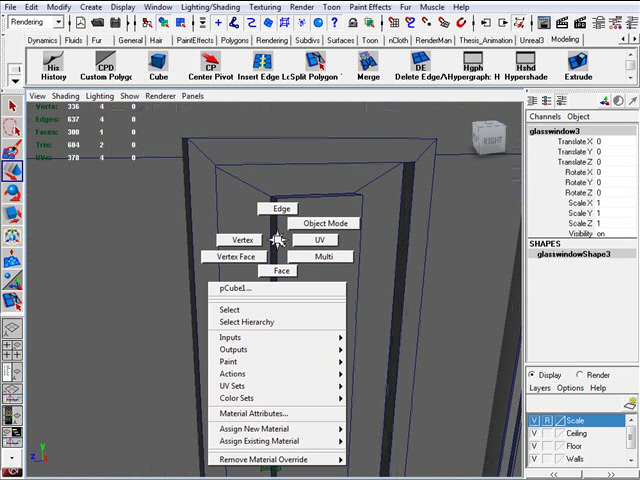 File Edit Modify Create Display Window Lighting/Shading Texturing Render Toon Paint Effects Fur Muscle Help
Rendering
Dynamics Fluids Fur Hair PaintEffects Polygons Rendering Subdivs Surfaces Toon nCloth RenderMan Thesis_Animation Unreal3 Modeling
His CPD CP DE Hgph Hshd
History Custom Polygo Cube Center Pivot Insert Edge Lo Split Polygon Merge Delete Edge/ Hypergraph: H Hypershade Extrude
View Shading Lighting Show Renderer Panels
Verts: 336 4 0
Edges: 637 4 0
Faces: 300 1 0
Tris: 604 2 0
UVs: 378 4 0
RIGHT
Edge
Object Mode
Vertex UV
Vertex Face Multi
Face
pCube1...
Select
Select Hierarchy
Inputs
Outputs
Paint
Actions
UV Sets
Color Sets
Material Attributes...
Assign New Material
Assign Existing Material
Remove Material Override
persp
y
z x
Channels Object
glasswindow3
Translate X 0
Translate Y 0
Translate Z 0
Rotate X 0
Rotate Y 0
Rotate Z 0
Scale X 1
Scale Y 1
Scale Z 1
Visibility on
SHAPES
glasswindowShape3
Display Render
Layers Options Help
V R Scale
V Ceiling
V Floor
V Walls
<< >>